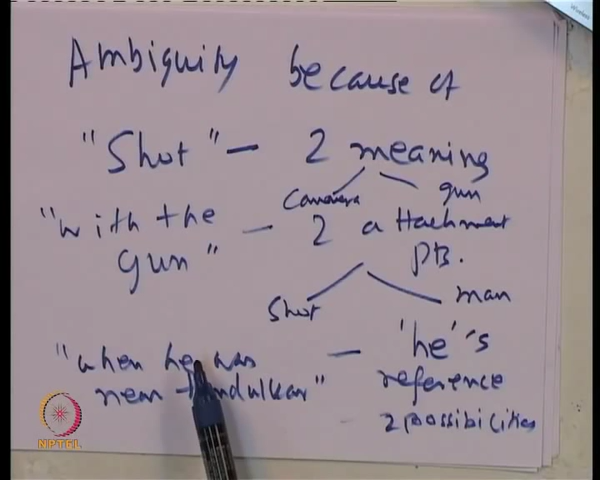 Ambiguity because of
"Shot" - 2 meaning
Camera gun
"with the gun" - 2 attachment pts.
Shot man
"when he was near Tendulkar" - 'he's reference 2 possibilities
NPTEL